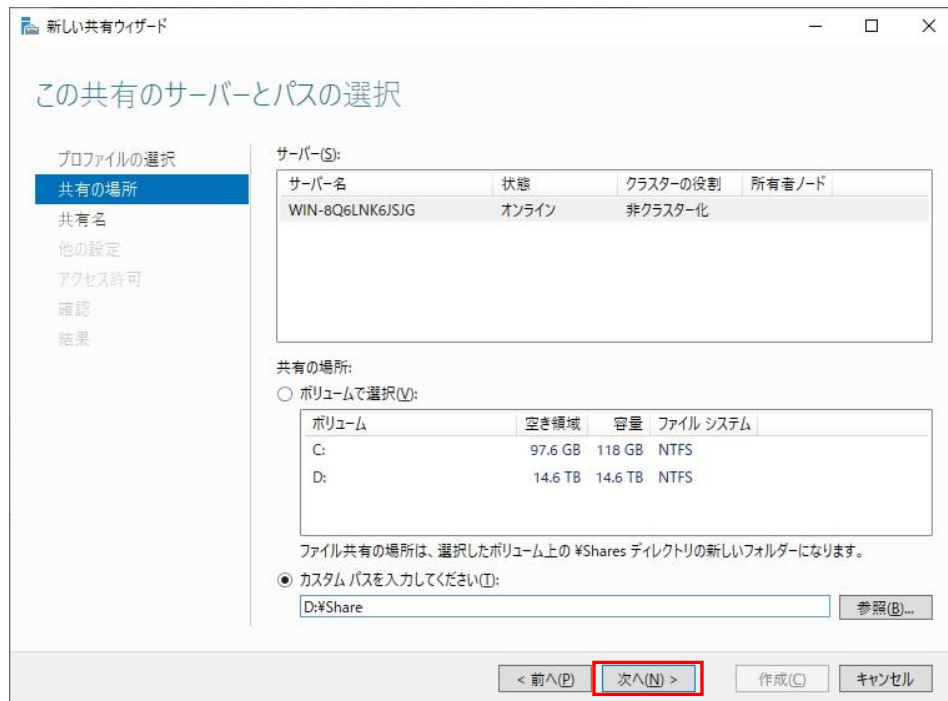 新しい共有ウィザード
この共有のサーバーとパスの選択
プロファイルの選択
共有の場所
共有名
他の設定
アクセス許可
確認
結果
サーバー(S):
サーバー名 状態 クラスターの役割 所有者ノード
WIN-8Q6LNK6JSJG オンライン 非クラスター化
共有の場所:
ボリュームで選択(V):
ボリューム 空き領域 容量 ファイル システム
C: 97.6 GB 118 GB NTFS
D: 14.6 TB 14.6 TB NTFS
ファイル共有の場所は、選択したボリューム上の ¥Shares ディレクトリの新しいフォルダーになります。
カスタム パスを入力してください(T):
D:¥Share
参照(B)...
< 前へ(P) 次へ(N) > 作成(C) キャンセル